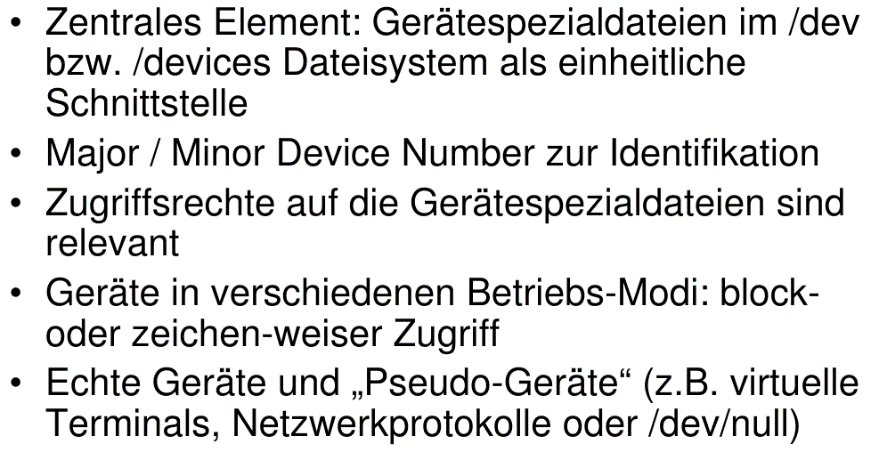 • Zentrales Element: Gerätespezialdateien im /dev
bzw. /devices Dateisystem als einheitliche
Schnittstelle
• Major / Minor Device Number zur Identifikation
• Zugriffsrechte auf die Gerätespezialdateien sind
relevant
• Geräte in verschiedenen Betriebs-Modi: block-
oder zeichen-weiser Zugriff
• Echte Geräte und „Pseudo-Geräte“ (z.B. virtuelle
Terminals, Netzwerkprotokolle oder /dev/null)